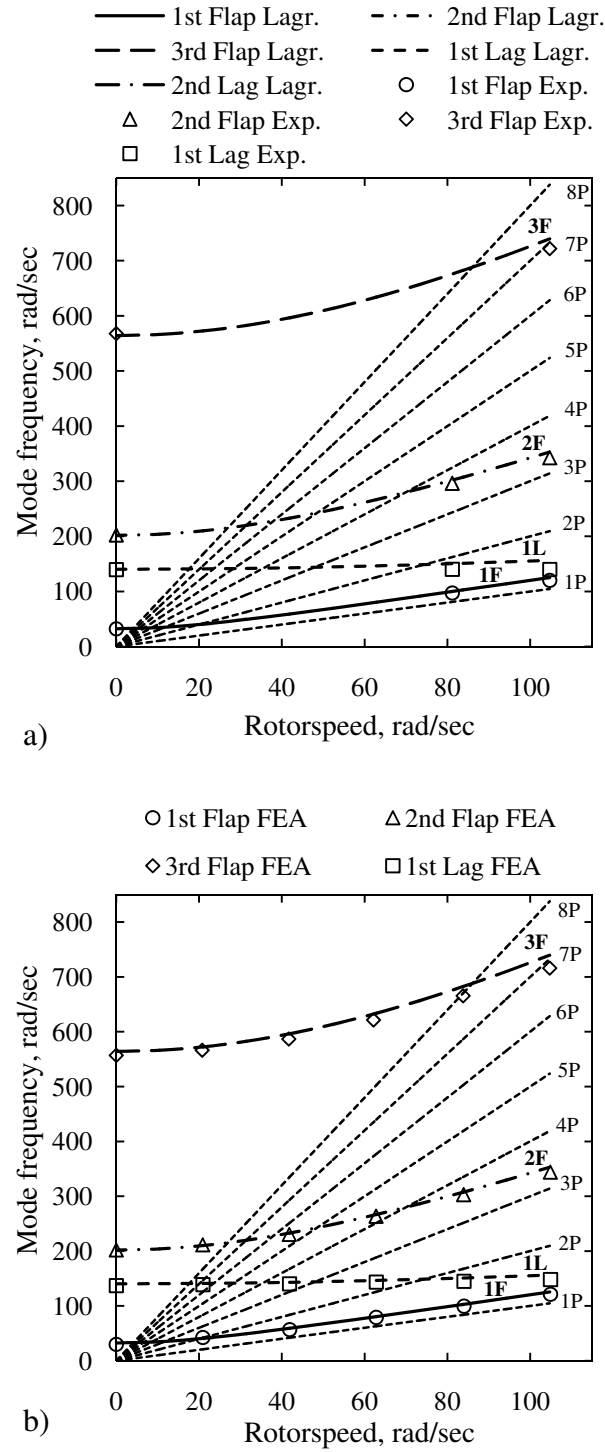 1st Flap Lagr. 2nd Flap Lagr.
3rd Flap Lagr. 1st Lag Lagr.
2nd Lag Lagr. 1st Flap Exp.
2nd Flap Exp. 3rd Flap Exp.
1st Lag Exp.
Mode frequency, rad/sec
800
700
600
500
400
300
200
100
0
8P
3F
7P
6P
5P
4P
2F
3P
2P
1L
1F
1P
0 20 40 60 80 100
Rotorspeed, rad/sec
a)
1st Flap FEA 2nd Flap FEA
3rd Flap FEA 1st Lag FEA
Mode frequency, rad/sec
800
700
600
500
400
300
200
100
0
8P
3F
7P
6P
5P
4P
2F
3P
2P
1L
1F
1P
0 20 40 60 80 100
Rotorspeed, rad/sec
b)